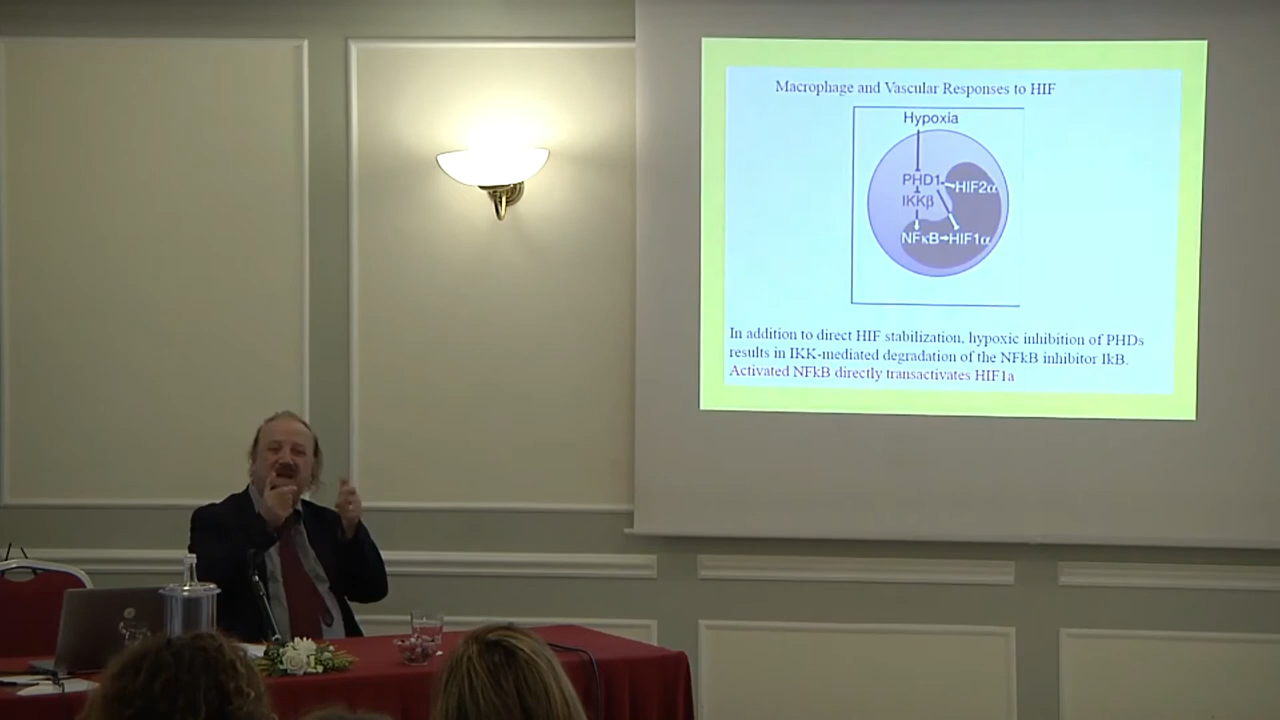 Macrophage and Vascular Responses to HIF
Hypoxia
PHD1
HIF2α
IKKβ
NFκB
HIF1α
In addition to direct HIF stabilization, hypoxic inhibition of PHDs
results in IKK-mediated degradation of the NFkB inhibitor IkB.
Activated NFkB directly transactivates HIF1a